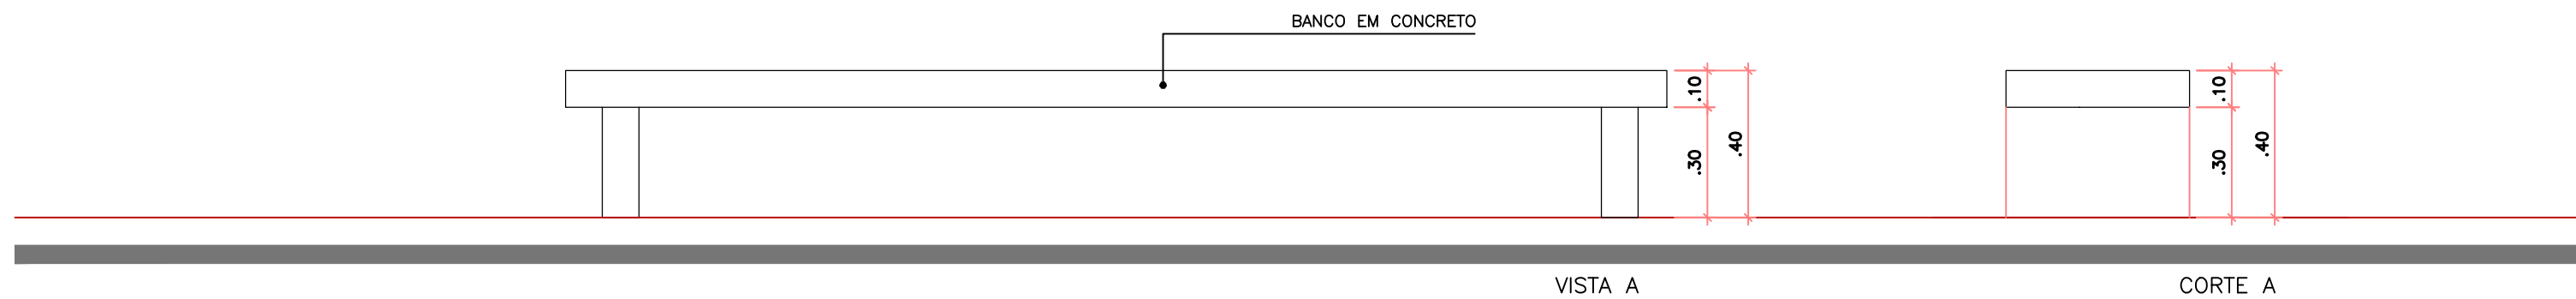 BANCO EM CONCRETO
.10
.30
.40
.10
.30
.40
VISTA A
CORTE A